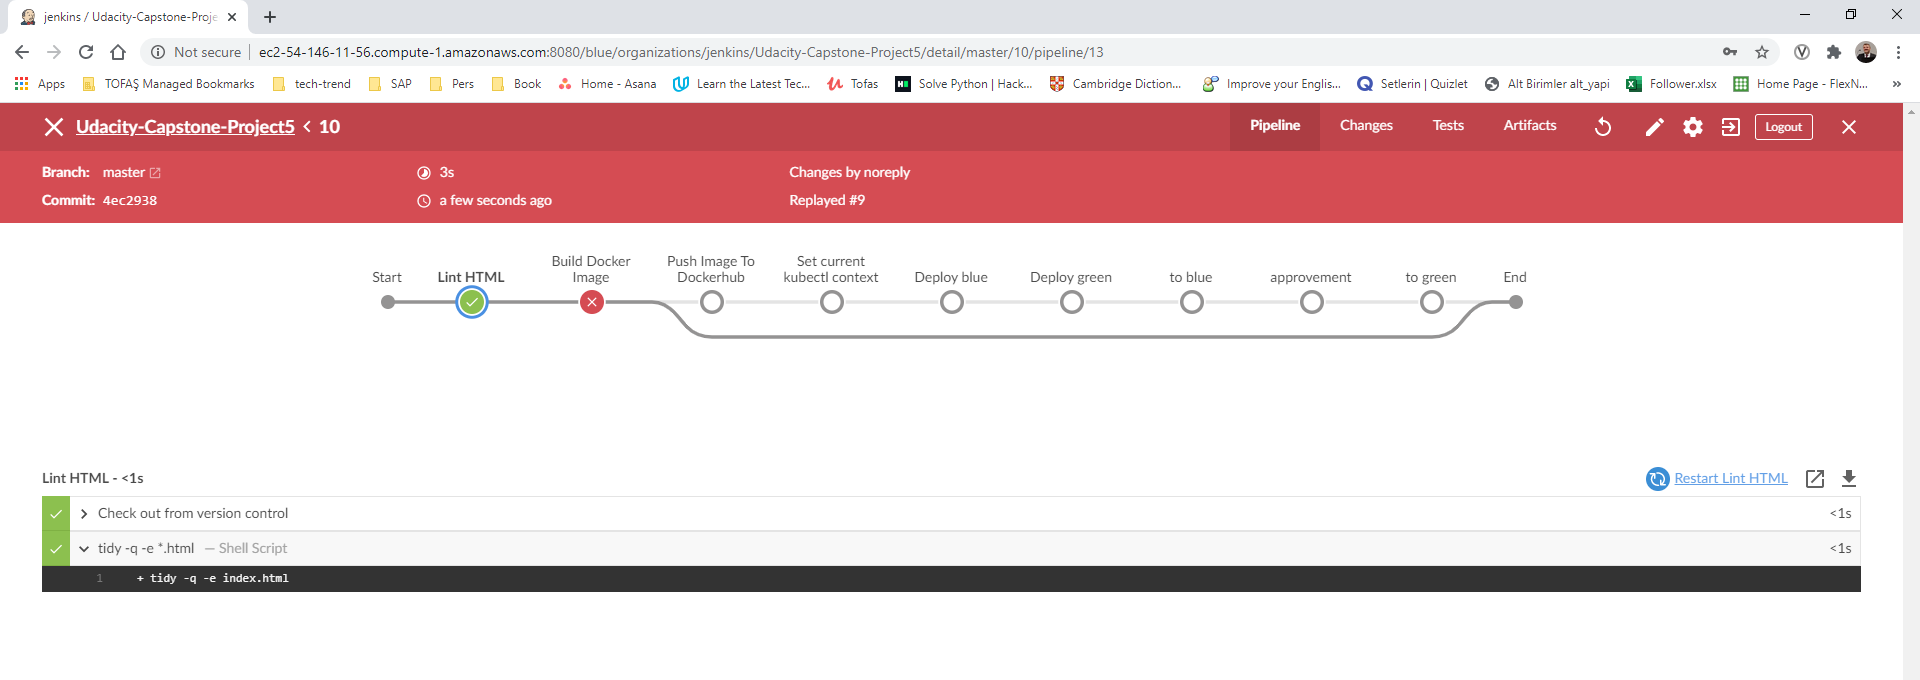 jenkins / Udacity-Capstone-Proje
Not secure ec2-54-146-11-56.compute-1.amazonaws.com:8080/blue/organizations/jenkins/Udacity-Capstone-Project5/detail/master/10/pipeline/13
Apps TOFAŞ Managed Bookmarks tech-trend SAP Pers Book Home - Asana Learn the Latest Tec... Tofas Solve Python | Hack... Cambridge Diction... Improve your Englis... Setlerin | Quizlet Alt Birimler alt_yapi Follower.xlsx Home Page - FlexN... »
Udacity-Capstone-Project5 < 10 Pipeline Changes Tests Artifacts Logout
Branch: master 3s Changes by noreply
Commit: 4ec2938 a few seconds ago Replayed #9
Start Lint HTML Build Docker Image Push Image To Dockerhub Set current kubectl context Deploy blue Deploy green to blue approvement to green End
Lint HTML - <1s Restart Lint HTML
Check out from version control <1s
tidy -q -e *.html — Shell Script <1s
1 + tidy -q -e index.html